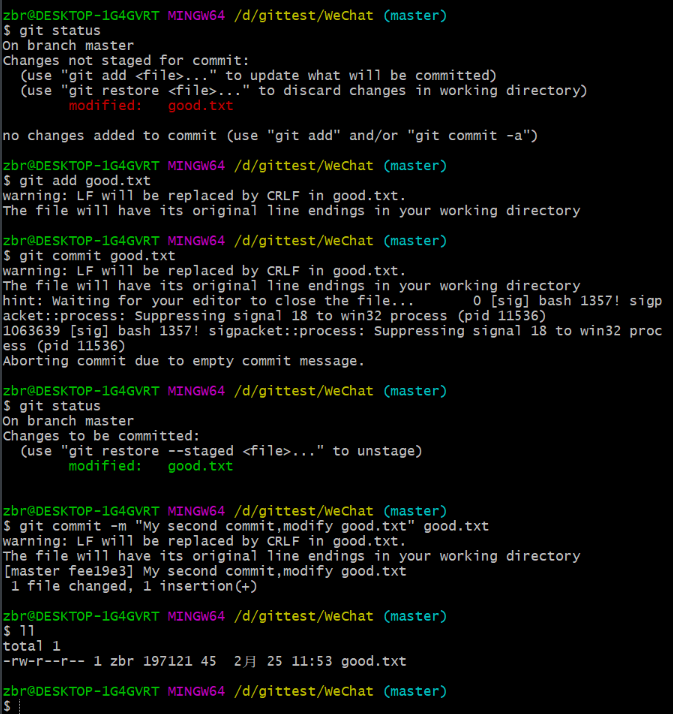 zbr@DESKTOP-1G4GVRT MINGW64 /d/gittest/WeChat (master)
$ git status
On branch master
Changes not staged for commit:
  (use "git add <file>..." to update what will be committed)
  (use "git restore <file>..." to discard changes in working directory)
        modified:   good.txt

no changes added to commit (use "git add" and/or "git commit -a")

zbr@DESKTOP-1G4GVRT MINGW64 /d/gittest/WeChat (master)
$ git add good.txt
warning: LF will be replaced by CRLF in good.txt.
The file will have its original line endings in your working directory

zbr@DESKTOP-1G4GVRT MINGW64 /d/gittest/WeChat (master)
$ git commit good.txt
warning: LF will be replaced by CRLF in good.txt.
The file will have its original line endings in your working directory
hint: Waiting for your editor to close the file...       0 [sig] bash 1357! sigp
acket::process: Suppressing signal 18 to win32 process (pid 11536)
1063639 [sig] bash 1357! sigpacket::process: Suppressing signal 18 to win32 proc
ess (pid 11536)
Aborting commit due to empty commit message.

zbr@DESKTOP-1G4GVRT MINGW64 /d/gittest/WeChat (master)
$ git status
On branch master
Changes to be committed:
  (use "git restore --staged <file>..." to unstage)
        modified:   good.txt


zbr@DESKTOP-1G4GVRT MINGW64 /d/gittest/WeChat (master)
$ git commit -m "My second commit,modify good.txt" good.txt
warning: LF will be replaced by CRLF in good.txt.
The file will have its original line endings in your working directory
[master fee19e3] My second commit,modify good.txt
 1 file changed, 1 insertion(+)

zbr@DESKTOP-1G4GVRT MINGW64 /d/gittest/WeChat (master)
$ ll
total 1
-rw-r--r-- 1 zbr 197121 45  2月 25 11:53 good.txt

zbr@DESKTOP-1G4GVRT MINGW64 /d/gittest/WeChat (master)
$